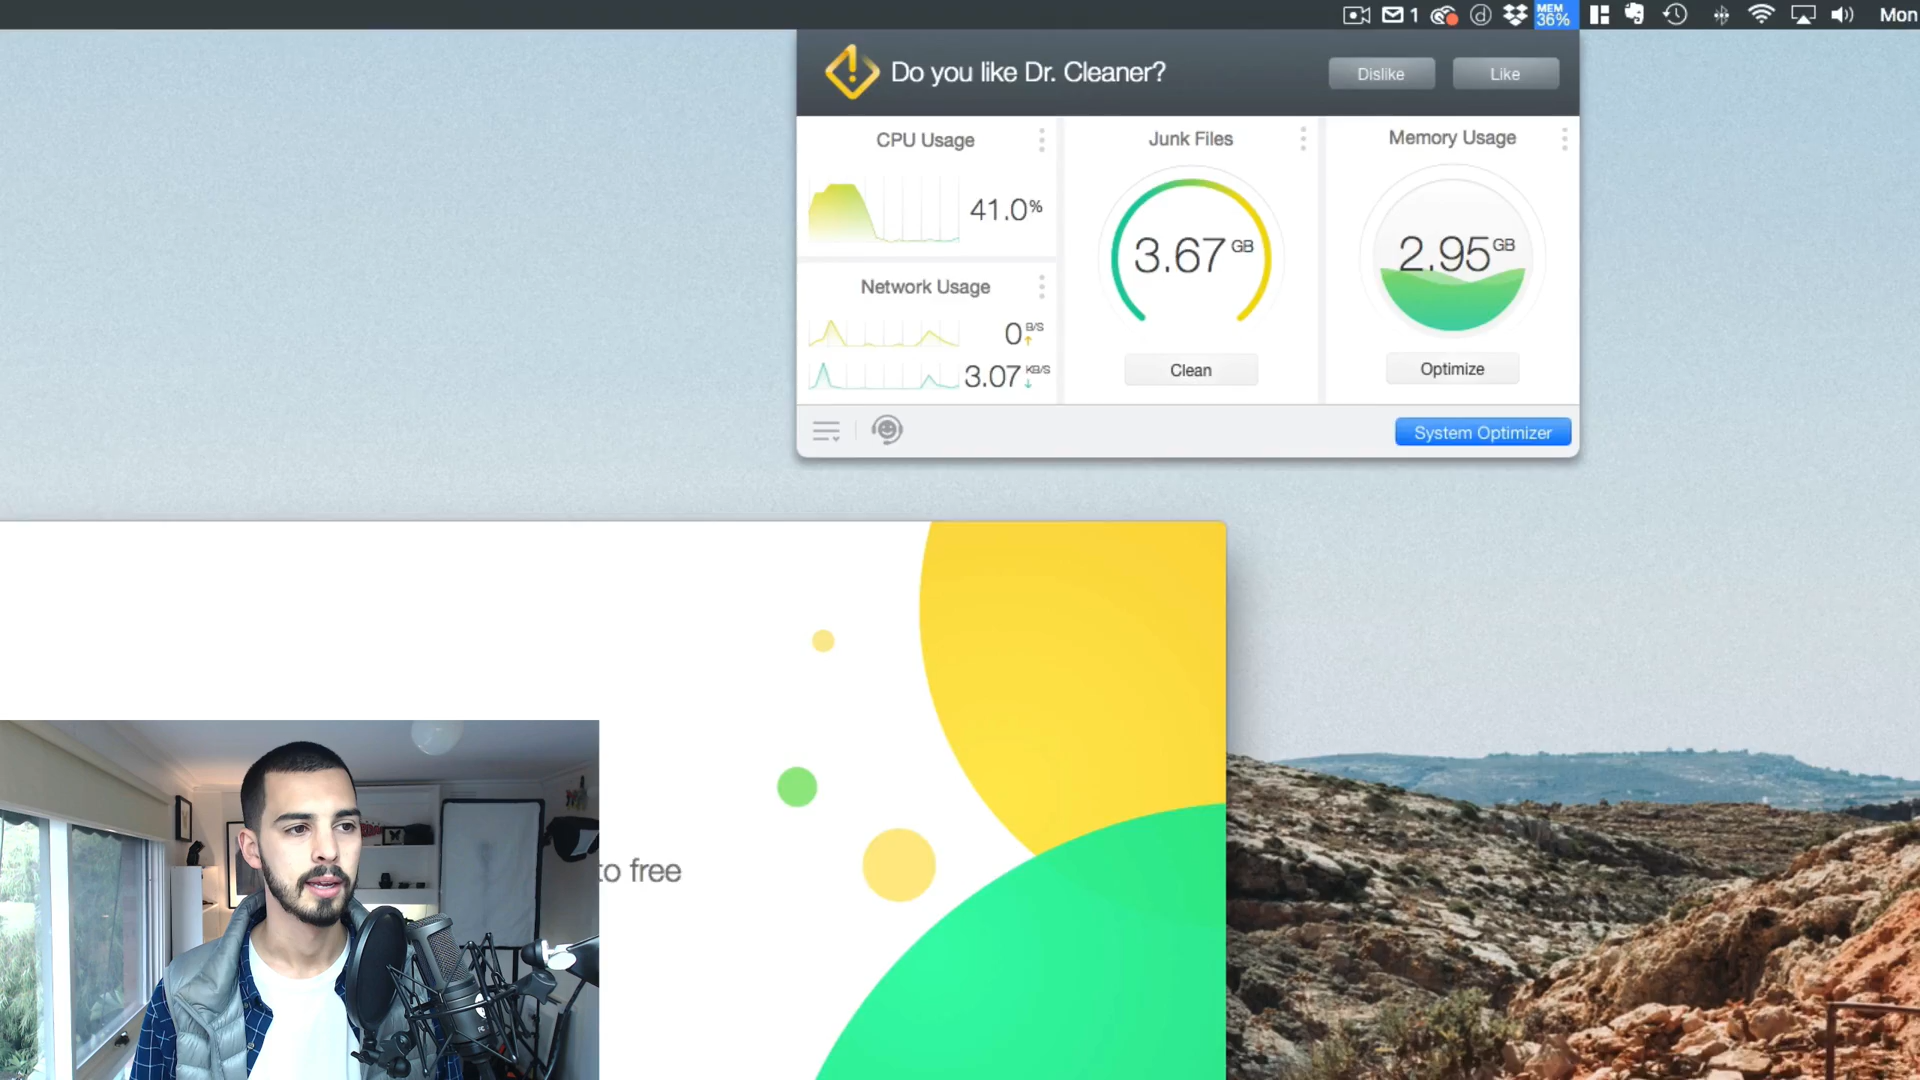 1
MEM
36%
Mon
Do you like Dr. Cleaner?
Dislike
Like
CPU Usage
41.0%
Junk Files
3.67 GB
Clean
Memory Usage
2.95 GB
Optimize
Network Usage
0 B/S
3.07 KB/S
System Optimizer
to free